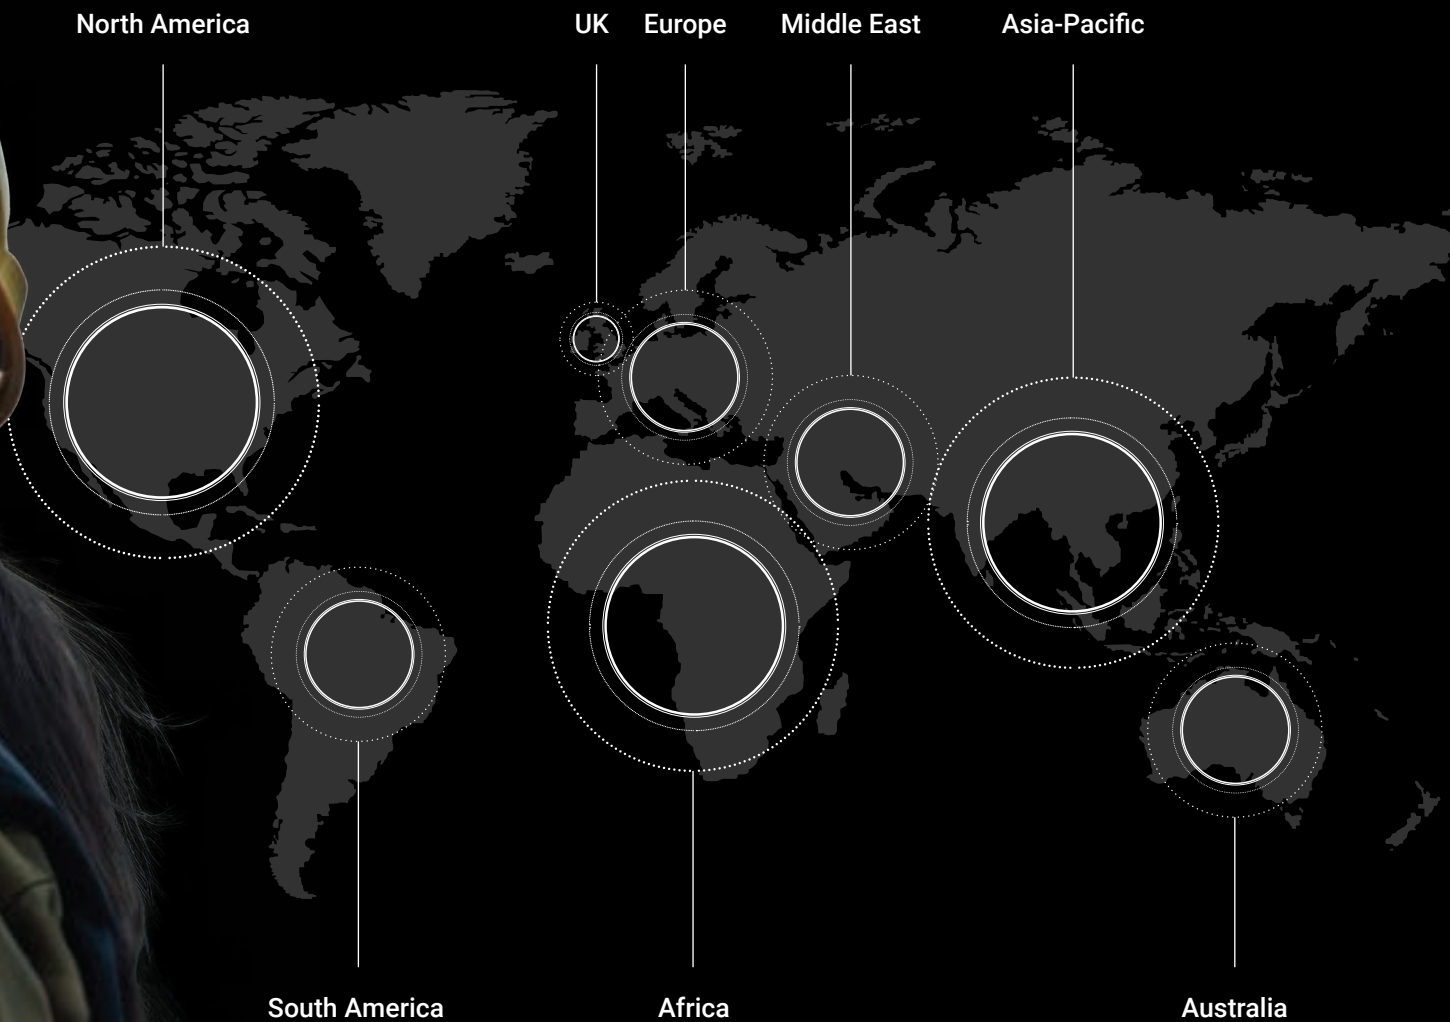 North America
UK
Europe
Middle East
Asia-Pacific
South America
Africa
Australia